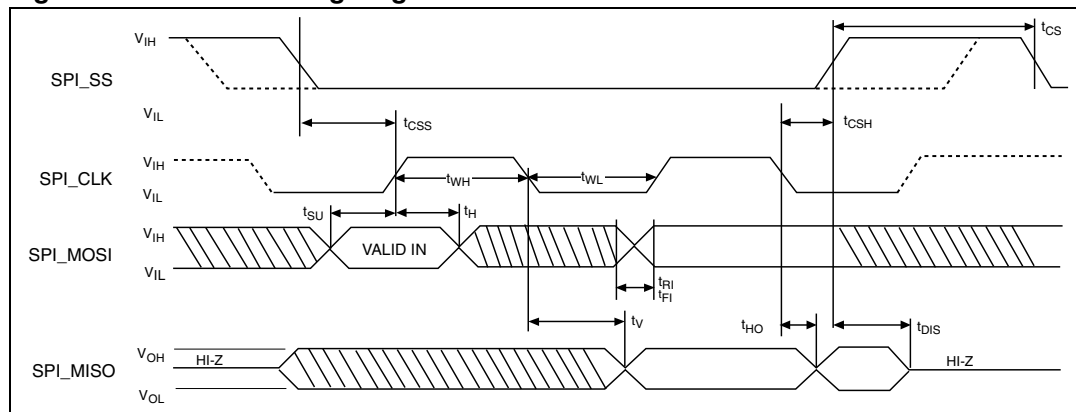 VIH
tCS
SPI_SS
VIL
tCSS
tCSH
VIH
SPI_CLK
tWH
tWL
VIL
tSU
tH
VIH
SPI_MOSI
VALID IN
VIL
tRI
tFI
tV
tHO
tDIS
VOH
HI-Z
HI-Z
SPI_MISO
VOL